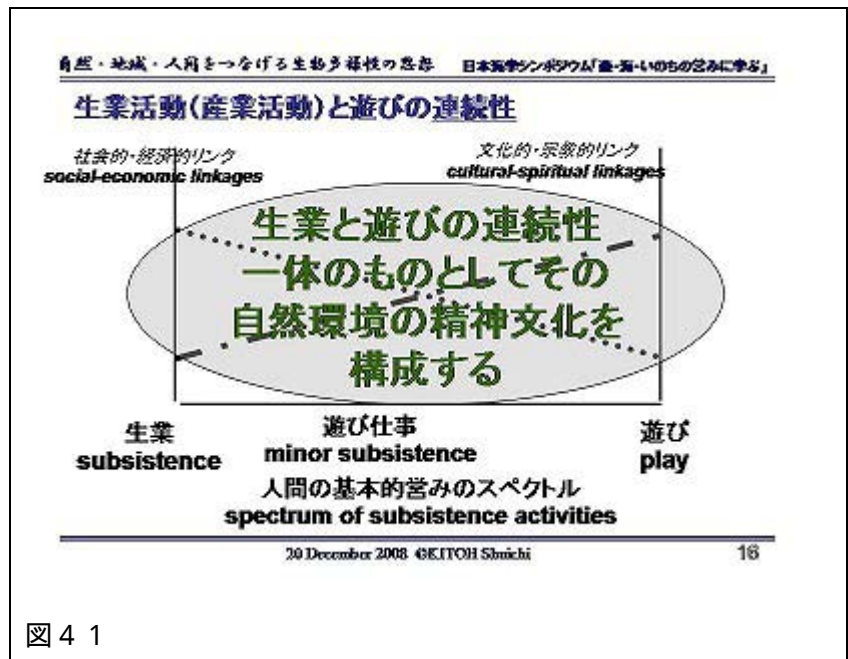 自然・地域・人間をつなげる生物多様性の思想 日本海学シンポジウム「森・海・いのちの営みに学ぶ」
生業活動(産業活動)と遊びの連続性
社会的・経済的リンク
social-economic linkages
文化的・宗教的リンク
cultural-spiritual linkages
生業と遊びの連続性
一体のものとしてその
自然環境の精神文化を
構成する
生業
subsistence
遊び仕事
minor subsistence
遊び
play
人間の基本的営みのスペクトル
spectrum of subsistence activities
20 December 2008 ©KITOH Shuichi
16
図41